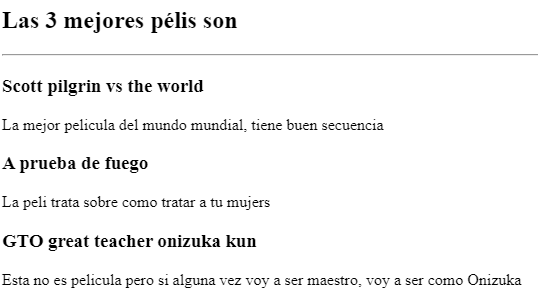 Las 3 mejores pélis son
Scott pilgrin vs the world
La mejor pelicula del mundo mundial, tiene buen secuencia
A prueba de fuego
La peli trata sobre como tratar a tu mujers
GTO great teacher onizuka kun
Esta no es pelicula pero si alguna vez voy a ser maestro, voy a ser como Onizuka